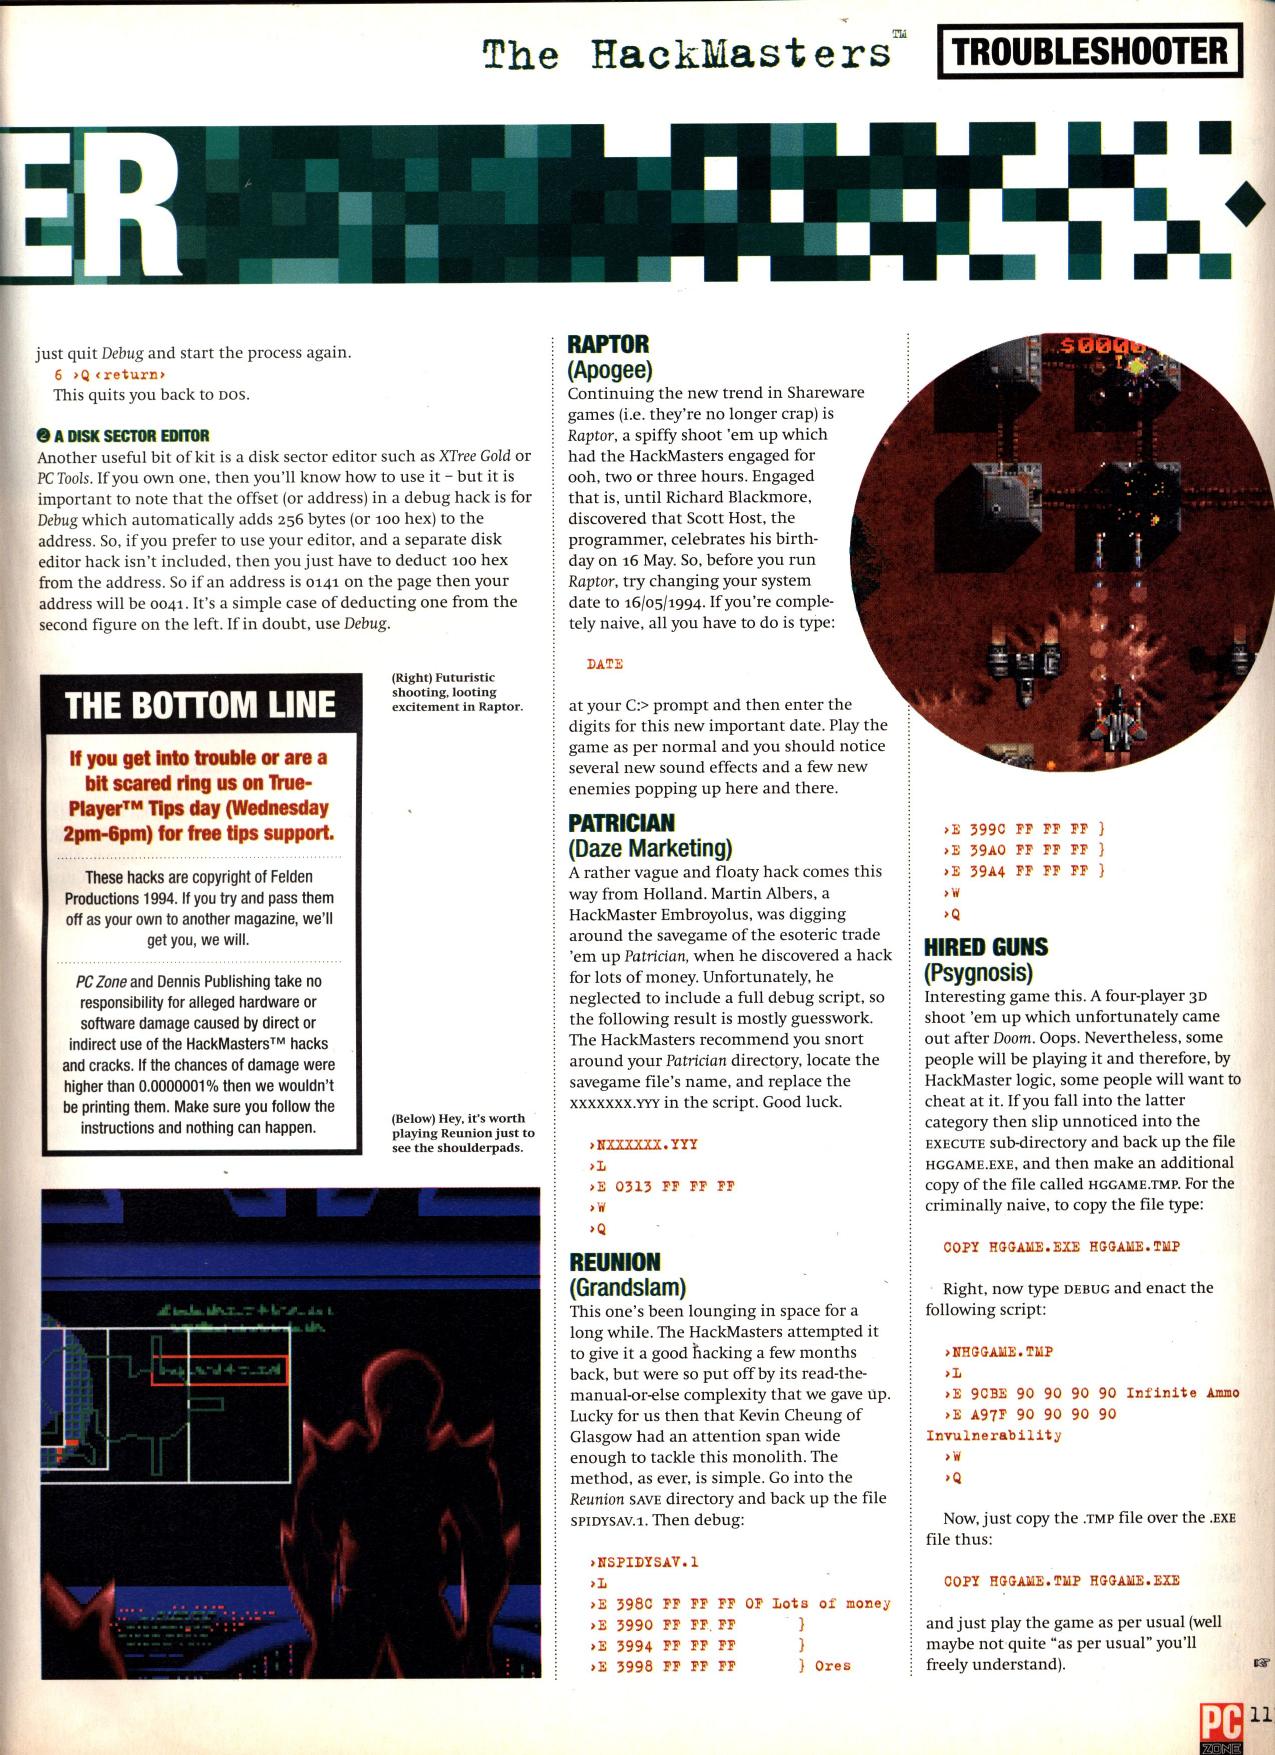 The HackMasters™
TROUBLESHOOTER
ER
just quit Debug and start the process again.
6 >Q <return>
This quits you back to DOS.
❷ A DISK SECTOR EDITOR
Another useful bit of kit is a disk sector editor such as XTree Gold or
PC Tools. If you own one, then you'll know how to use it – but it is
important to note that the offset (or address) in a debug hack is for
Debug which automatically adds 256 bytes (or 100 hex) to the
address. So, if you prefer to use your editor, and a separate disk
editor hack isn't included, then you just have to deduct 100 hex
from the address. So if an address is 0141 on the page then your
address will be 0041. It's a simple case of deducting one from the
second figure on the left. If in doubt, use Debug.
THE BOTTOM LINE
If you get into trouble or are a
bit scared ring us on True-
Player™ Tips day (Wednesday
2pm-6pm) for free tips support.
These hacks are copyright of Felden
Productions 1994. If you try and pass them
off as your own to another magazine, we'll
get you, we will.
PC Zone and Dennis Publishing take no
responsibility for alleged hardware or
software damage caused by direct or
indirect use of the HackMasters™ hacks
and cracks. If the chances of damage were
higher than 0.0000001% then we wouldn't
be printing them. Make sure you follow the
instructions and nothing can happen.
(Right) Futuristic
shooting, looting
excitement in Raptor.
(Below) Hey, it's worth
playing Reunion just to
see the shoulderpads.
RAPTOR
(Apogee)
Continuing the new trend in Shareware
games (i.e. they're no longer crap) is
Raptor, a spiffy shoot 'em up which
had the HackMasters engaged for
ooh, two or three hours. Engaged
that is, until Richard Blackmore,
discovered that Scott Host, the
programmer, celebrates his birth-
day on 16 May. So, before you run
Raptor, try changing your system
date to 16/05/1994. If you're comple-
tely naive, all you have to do is type:
DATE
at your C:> prompt and then enter the
digits for this new important date. Play the
game as per normal and you should notice
several new sound effects and a few new
enemies popping up here and there.
PATRICIAN
(Daze Marketing)
A rather vague and floaty hack comes this
way from Holland. Martin Albers, a
HackMaster Embroyolus, was digging
around the savegame of the esoteric trade
'em up Patrician, when he discovered a hack
for lots of money. Unfortunately, he
neglected to include a full debug script, so
the following result is mostly guesswork.
The HackMasters recommend you snort
around your Patrician directory, locate the
savegame file's name, and replace the
XXXXXXX.YYY in the script. Good luck.
>NXXXXXX.YYY
>L
>E 0313 FF FF FF
>W
>Q
REUNION
(Grandslam)
This one's been lounging in space for a
long while. The HackMasters attempted it
to give it a good hacking a few months
back, but were so put off by its read-the-
manual-or-else complexity that we gave up.
Lucky for us then that Kevin Cheung of
Glasgow had an attention span wide
enough to tackle this monolith. The
method, as ever, is simple. Go into the
Reunion SAVE directory and back up the file
SPIDYSAV.1. Then debug:
>NSPIDYSAV.1
>L
>E 398C FF FF FF OF Lots of money
>E 3990 FF FF FF }
>E 3994 FF FF FF }
>E 3998 FF FF FF } Ores
>E 399C FF FF FF }
>E 39A0 FF FF FF }
>E 39A4 FF FF FF }
>W
>Q
HIRED GUNS
(Psygnosis)
Interesting game this. A four-player 3D
shoot 'em up which unfortunately came
out after Doom. Oops. Nevertheless, some
people will be playing it and therefore, by
HackMaster logic, some people will want to
cheat at it. If you fall into the latter
category then slip unnoticed into the
EXECUTE sub-directory and back up the file
HGGAME.EXE, and then make an additional
copy of the file called HGGAME.TMP. For the
criminally naive, to copy the file type:
COPY HGGAME.EXE HGGAME.TMP
Right, now type DEBUG and enact the
following script:
>NHGGAME.TMP
>L
>E 9CBE 90 90 90 90 Infinite Ammo
>E A97F 90 90 90 90
Invulnerability
>W
>Q
Now, just copy the .TMP file over the .EXE
file thus:
COPY HGGAME.TMP HGGAME.EXE
and just play the game as per usual (well
maybe not quite "as per usual" you'll
freely understand).
PC
ZONE
11